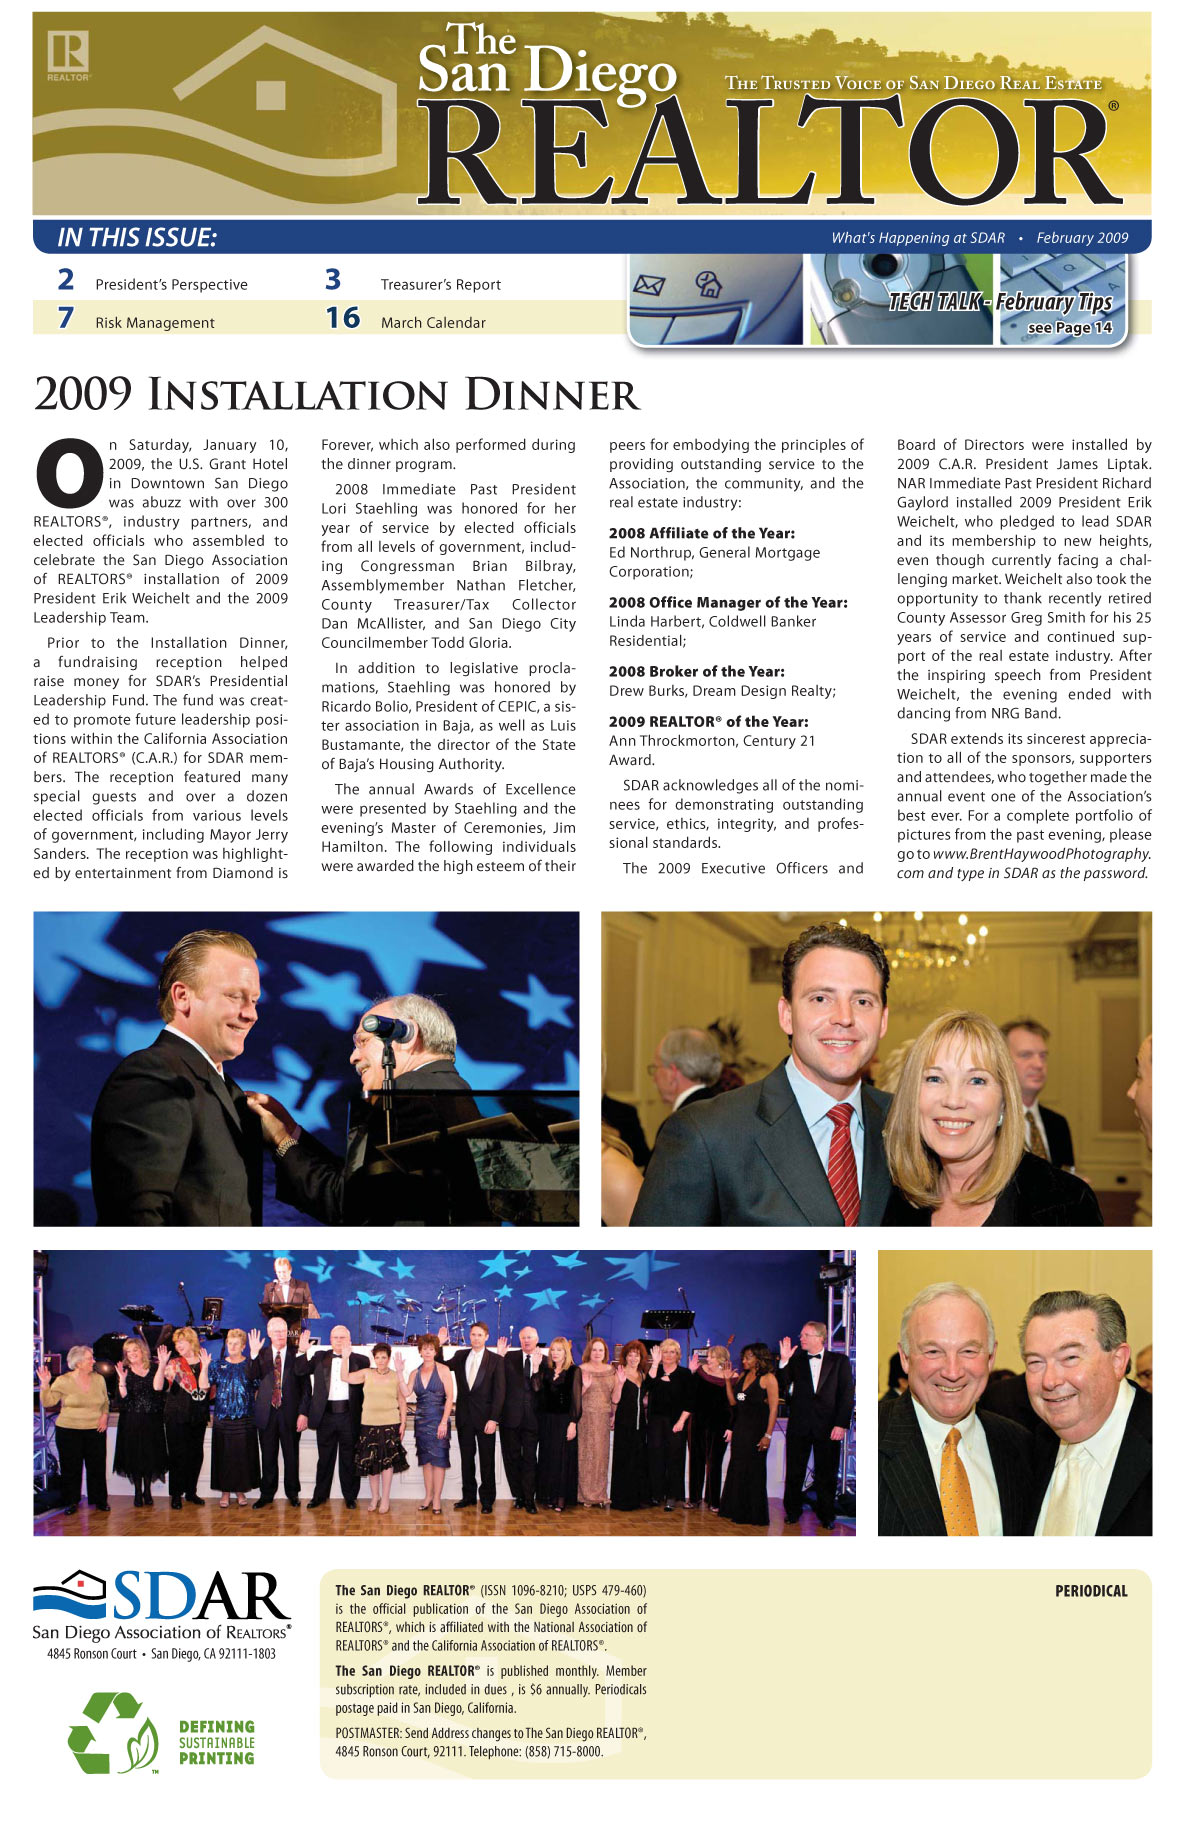 REALTOR®
The
San Diego
The Trusted Voice of San Diego Real Estate
REALTOR®
IN THIS ISSUE:
What's Happening at SDAR • February 2009
2 President's Perspective
3 Treasurer's Report
7 Risk Management
16 March Calendar
TECH TALK - February Tips
see Page 14
2009 Installation Dinner
On Saturday, January 10,
2009, the U.S. Grant Hotel
in Downtown San Diego
was abuzz with over 300
REALTORS®, industry partners, and
elected officials who assembled to
celebrate the San Diego Association
of REALTORS® installation of 2009
President Erik Weichelt and the 2009
Leadership Team.
Prior to the Installation Dinner,
a fundraising reception helped
raise money for SDAR's Presidential
Leadership Fund. The fund was creat-
ed to promote future leadership posi-
tions within the California Association
of REALTORS® (C.A.R.) for SDAR mem-
bers. The reception featured many
special guests and over a dozen
elected officials from various levels
of government, including Mayor Jerry
Sanders. The reception was highlight-
ed by entertainment from Diamond is
Forever, which also performed during
the dinner program.
2008 Immediate Past President
Lori Staehling was honored for her
year of service by elected officials
from all levels of government, includ-
ing Congressman Brian Bilbray,
Assemblymember Nathan Fletcher,
County Treasurer/Tax Collector
Dan McAllister, and San Diego City
Councilmember Todd Gloria.
In addition to legislative procla-
mations, Staehling was honored by
Ricardo Bolio, President of CEPIC, a sis-
ter association in Baja, as well as Luis
Bustamante, the director of the State
of Baja's Housing Authority.
The annual Awards of Excellence
were presented by Staehling and the
evening's Master of Ceremonies, Jim
Hamilton. The following individuals
were awarded the high esteem of their
peers for embodying the principles of
providing outstanding service to the
Association, the community, and the
real estate industry:
2008 Affiliate of the Year:
Ed Northrup, General Mortgage
Corporation;
2008 Office Manager of the Year:
Linda Harbert, Coldwell Banker
Residential;
2008 Broker of the Year:
Drew Burks, Dream Design Realty;
2009 REALTOR® of the Year:
Ann Throckmorton, Century 21
Award.
SDAR acknowledges all of the nomi-
nees for demonstrating outstanding
service, ethics, integrity, and profes-
sional standards.
The 2009 Executive Officers and
Board of Directors were installed by
2009 C.A.R. President James Liptak.
NAR Immediate Past President Richard
Gaylord installed 2009 President Erik
Weichelt, who pledged to lead SDAR
and its membership to new heights,
even though currently facing a chal-
lenging market. Weichelt also took the
opportunity to thank recently retired
County Assessor Greg Smith for his 25
years of service and continued sup-
port of the real estate industry. After
the inspiring speech from President
Weichelt, the evening ended with
dancing from NRG Band.
SDAR extends its sincerest apprecia-
tion to all of the sponsors, supporters
and attendees, who together made the
annual event one of the Association's
best ever. For a complete portfolio of
pictures from the past evening, please
go to www.BrentHaywoodPhotography.
com and type in SDAR as the password.
SDAR
San Diego Association of REALTORS®
4845 Ronson Court • San Diego, CA 92111-1803
DEFINING
SUSTAINABLE
PRINTING
TM
The San Diego REALTOR® (ISSN 1096-8210; USPS 479-460)
is the official publication of the San Diego Association of
REALTORS®, which is affiliated with the National Association of
REALTORS® and the California Association of REALTORS®.
The San Diego REALTOR® is published monthly. Member
subscription rate, included in dues , is $6 annually. Periodicals
postage paid in San Diego, California.
POSTMASTER: Send Address changes to The San Diego REALTOR®,
4845 Ronson Court, 92111. Telephone: (858) 715-8000.
PERIODICAL